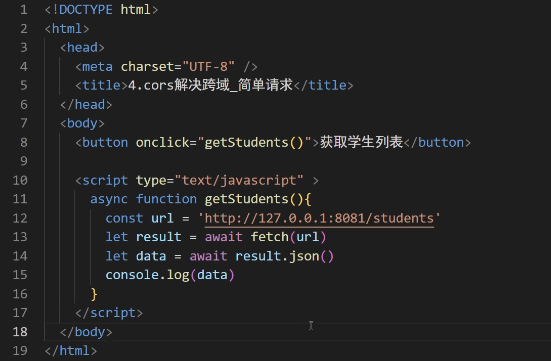 1 <!DOCTYPE html>
2 <html>
3 <head>
4 <meta charset="UTF-8" />
5 <title>4.cors解决跨域_简单请求</title>
6 </head>
7 <body>
8 <button onclick="getStudents()">获取学生列表</button>
9
10 <script type="text/javascript" >
11 async function getStudents(){
12 const url = 'http://127.0.0.1:8081/students'
13 let result = await fetch(url)
14 let data = await result.json()
15 console.log(data)
16 }
17 </script>
18 </body>
19 </html>